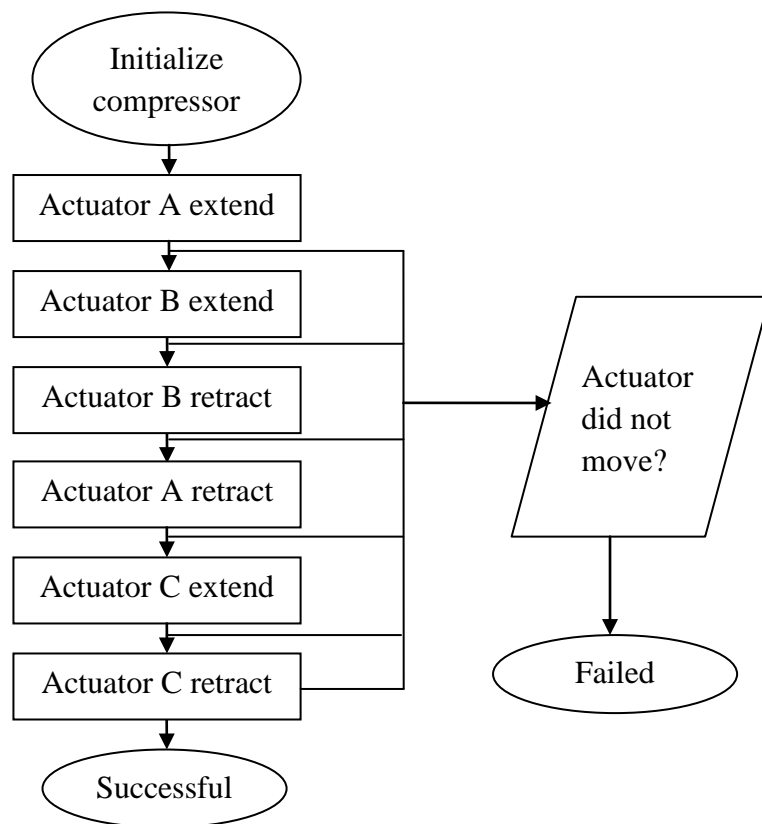 Initialize
compressor
Actuator A extend
Actuator B extend
Actuator B retract
Actuator A retract
Actuator C extend
Actuator C retract
Successful
Actuator
did not
move?
Failed